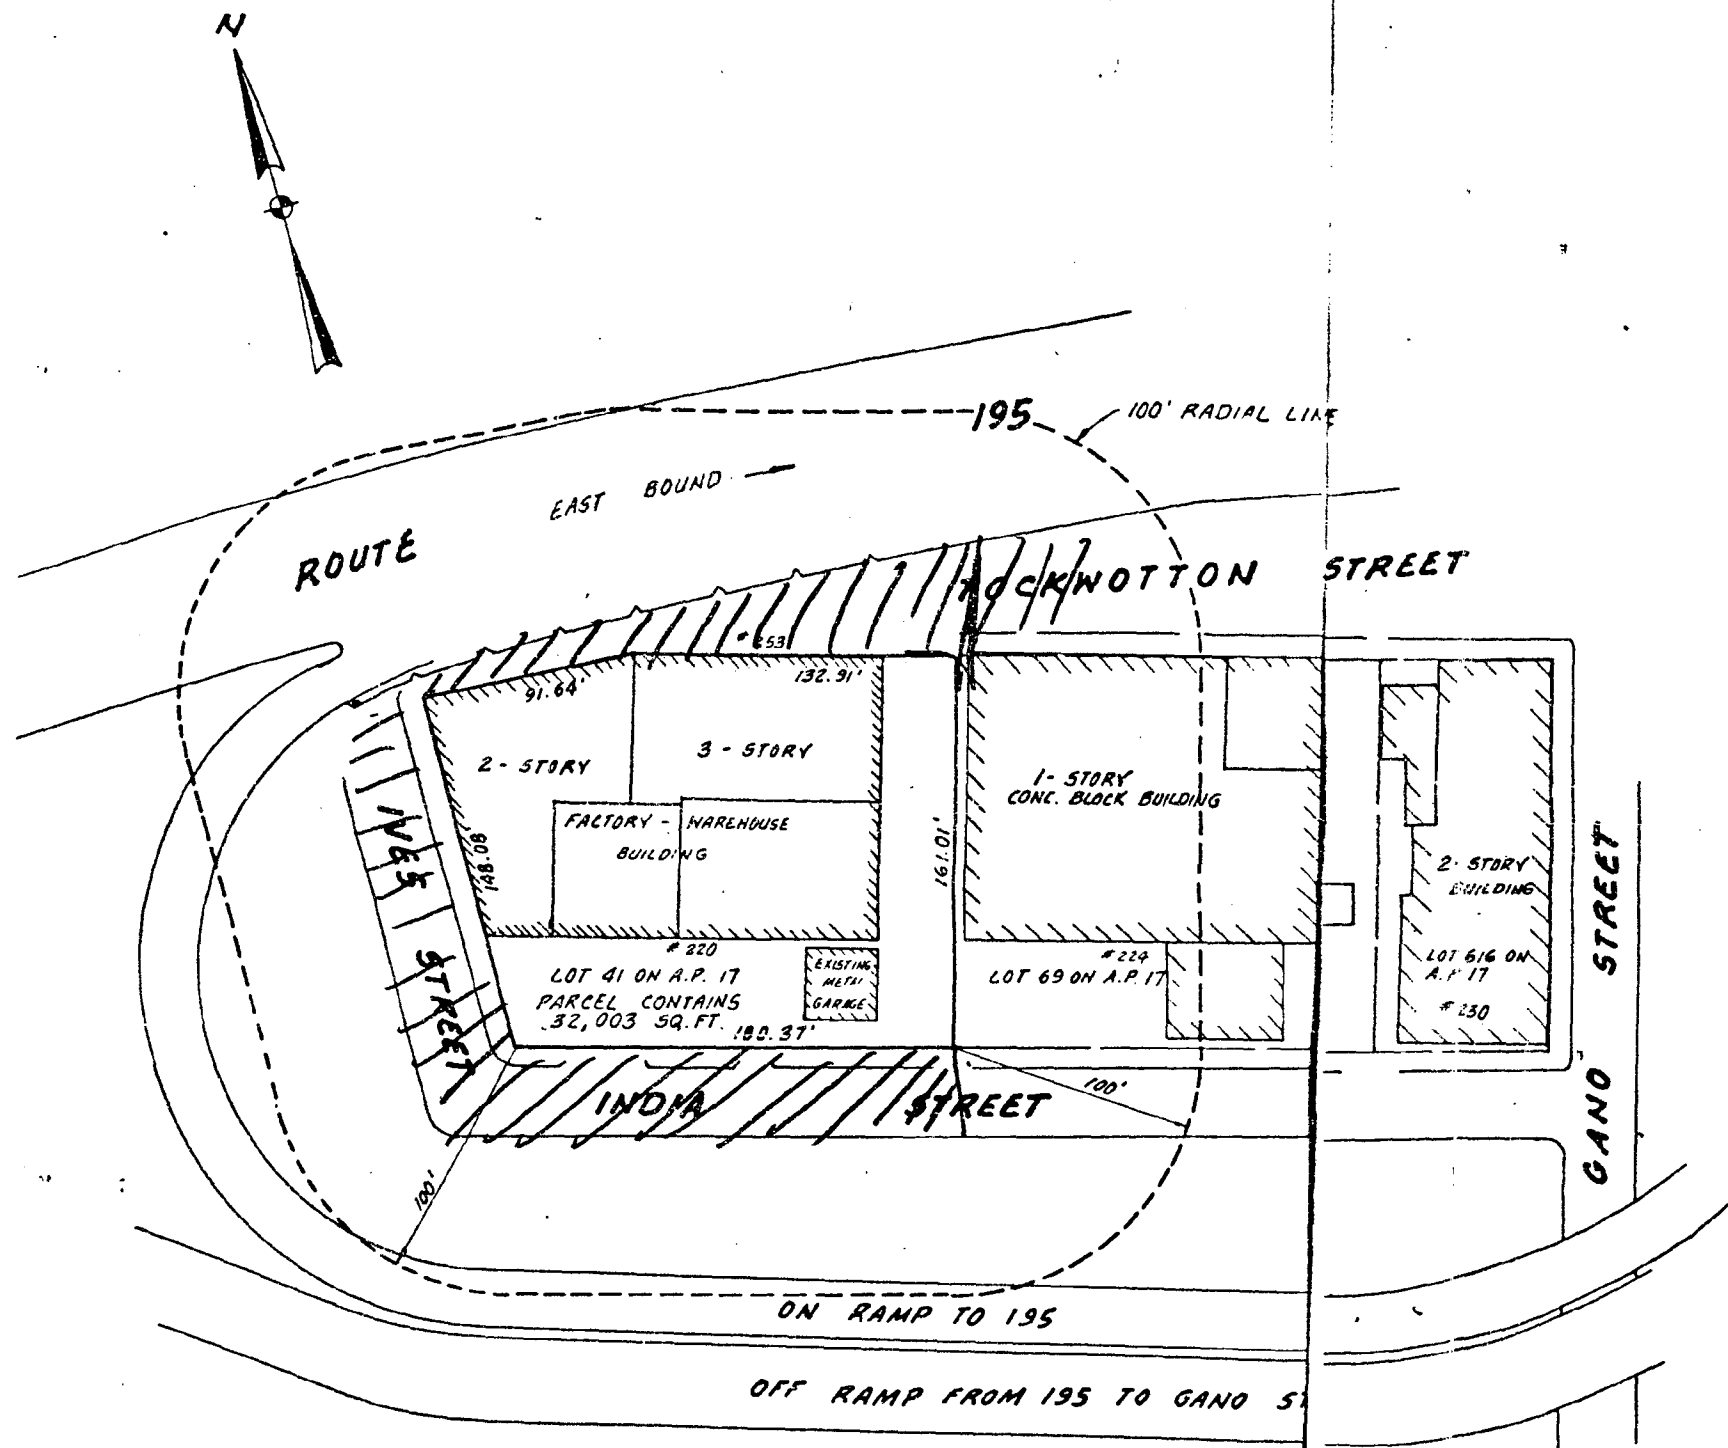 N
195
100' RADIAL LINE
EAST BOUND
ROUTE
STREET
# 253
91.64'
132.91'
2 - STORY
3 - STORY
1 - STORY
CONC. BLOCK BUILDING
FACTORY - WAREHOUSE
BUILDING
148.08
161.01'
IVES STREET
2 - STORY
BUILDING
GANO STREET
# 220
LOT 41 ON A.P. 17
PARCEL CONTAINS
32,003 SQ. FT.
180.37'
EXISTING
METAL
GARAGE
# 224
LOT 69 ON A.P. 17
LOT 616 ON
A.P. 17
# 230
INDIA STREET
100'
100'
ON RAMP TO 195
OFF RAMP FROM 195 TO GANO ST